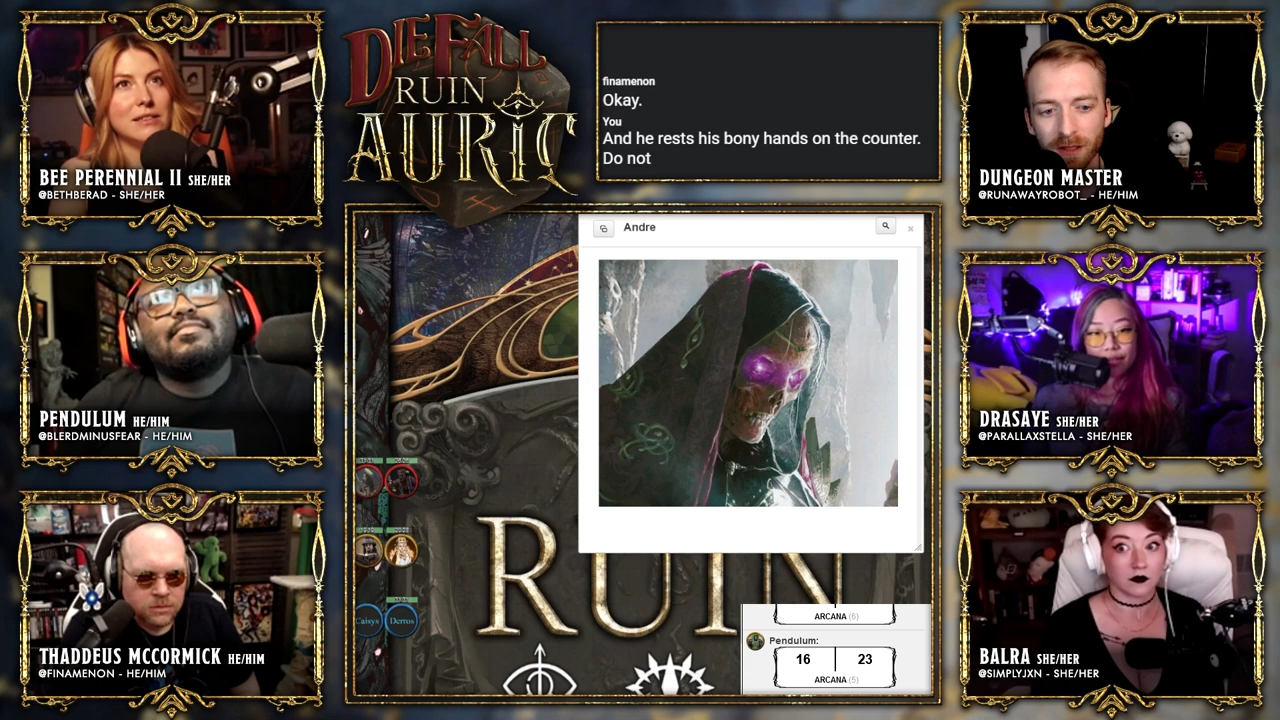 BEE PERENNIAL II SHE/HER
@BETHBERAD - SHE/HER
DIEFALL
RUIN
AURIC
finamenon
Okay.
You
And he rests his bony hands on the counter.
Do not
DUNGEON MASTER
@RUNAWAYROBOT_ - HE/HIM
PENDULUM HE/HIM
@BLERDMINUSFEAR - HE/HIM
Andre
DRASAYE SHE/HER
@PARALLAXSTELLA - SHE/HER
THADDEUS MCCORMICK HE/HIM
@FINAMENON - HE/HIM
RUIN
Caisys
Derros
ARCANA (6)
Pendulum:
16 23
ARCANA (5)
BALRA SHE/HER
@SIMPLYJXN - SHE/HER